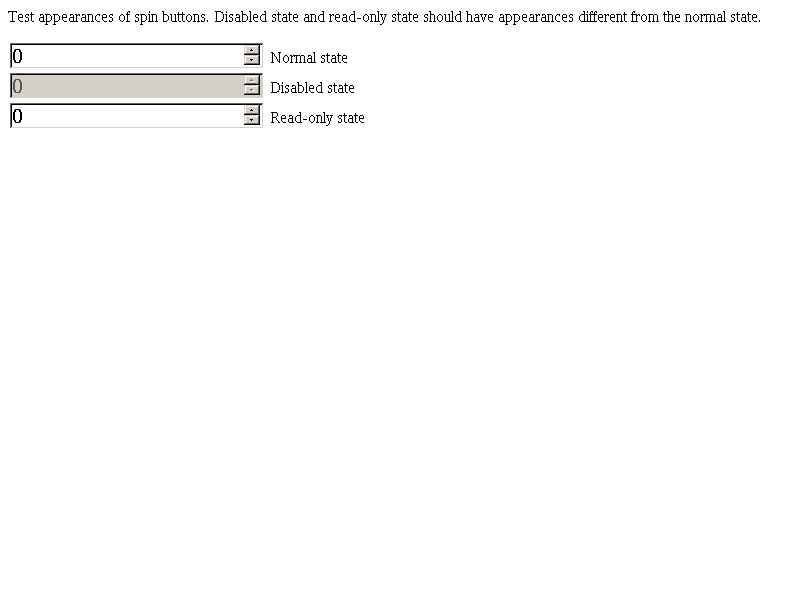 Test appearances of spin buttons. Disabled state and read-only state should have appearances different from the normal state.
0 Normal state
0 Disabled state
0 Read-only state